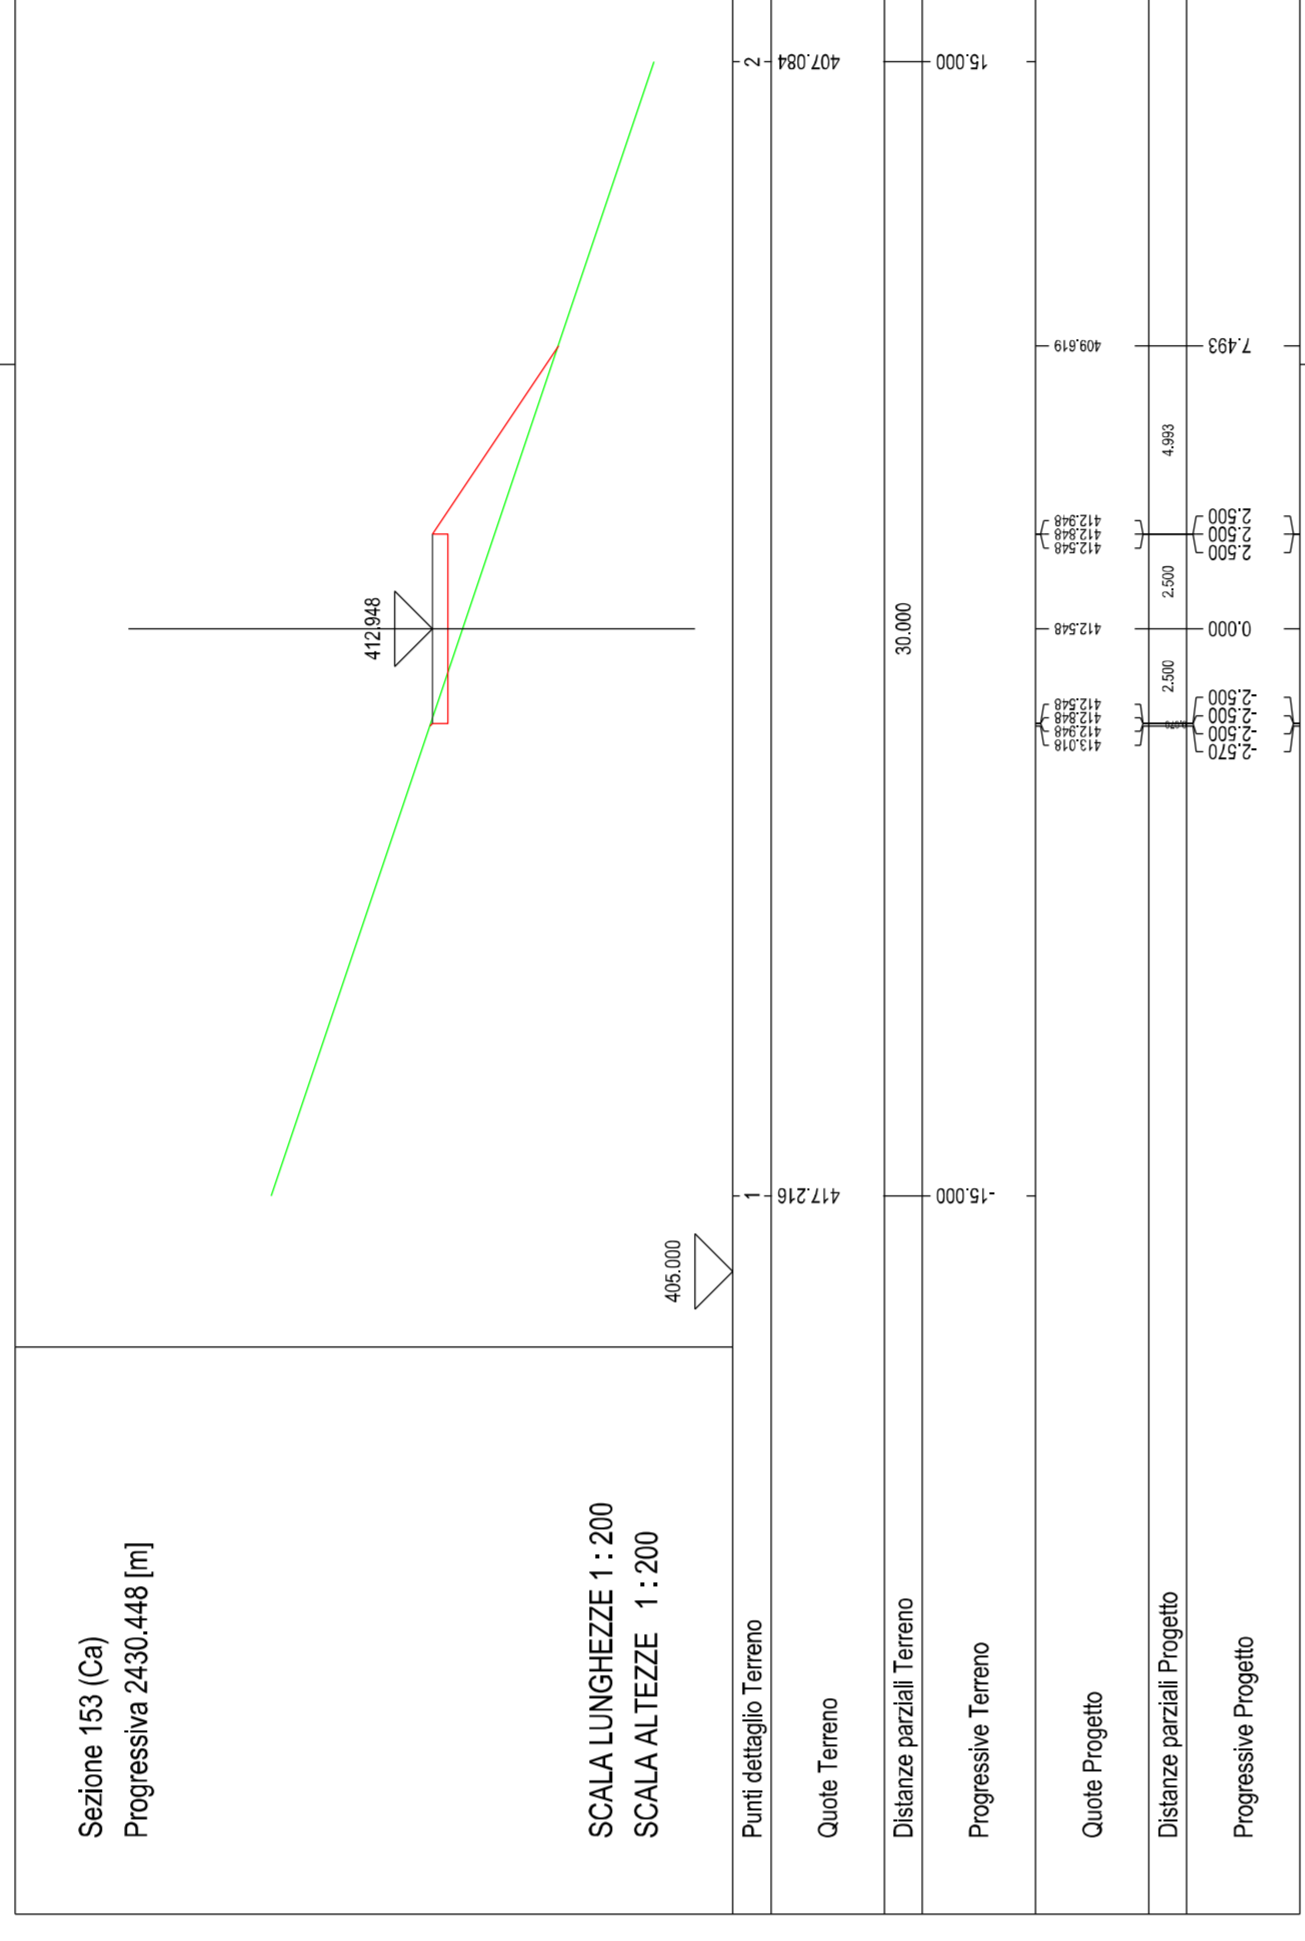 Sezione 153 (Ca)
Progressiva 2430.448 [m]
SCALA LUNGHEZZE 1 : 200
SCALA ALTEZZE 1 : 200
405.000
412.948
Punti dettaglio Terreno
1
2
Quote Terreno
417.216
407.084
Distanze parziali Terreno
30.000
Progressive Terreno
-15.000
15.000
Quote Progetto
413.018
412.948
412.848
412.548
412.548
412.548
412.848
412.948
409.619
Distanze parziali Progetto
2.500
2.500
4.993
Progressive Progetto
-2.570
-2.500
-2.500
-2.500
0.000
2.500
2.500
2.500
7.493